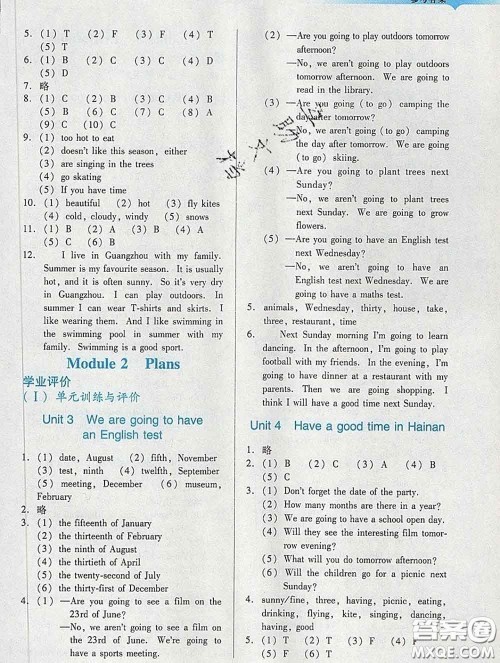 参考答案
5. (1) T (2) F (3) F (4) T
(5) T
6. (1) B (2) C (3) G (4) A
(5) D
7. 略
8. (1) C (2) B (3) A (4) B
(5) B (6) C (7) C (8) A
(9) C (10) C
9. (1) too hot to eat
(2) doesn't like this season, either
(3) are singing in the trees
(4) go skating
(5) If you have time
10. (1) beautiful (2) hot (3) fly kites
(4) cold, cloudy, windy (5) snows
11. (1) B (2) A (3) C (4) A
(5) C (6) B
12. I live in Guangzhou with my family.
Summer is my favourite season. It is usually
hot, and it is often sunny. So it's very dry
in Guangzhou. I can play outdoors. In
summer I can wear T-shirts and skirts. I
like wearing them. And I like swimming in the
swimming pool in summer with my
family. Swimming is a good sport.
Module 2 Plans
学业评价
(Ⅰ) 单元训练与评价
Unit 3 We are going to have
an English test
1. (1) date, August (2) fifth, November
(3) test, ninth (4) twelfth, September
(5) meeting, December (6) museum,
February
2. 略
3. (1) the fifteenth of January
(2) the thirteenth of February
(3) the ninth of August
(4) the thirtieth of April
(5) the twenty-second of July
(6) the thirty-first of December
4. (1) —Are you going to see a film on
the 23rd of June?
—No, we aren't going to see a film
on the 23rd of June. We're going to
have a sports meeting.
(2) —Are you going to play outdoors tomorrow
afternoon?
—No, we aren't going to play outdoors
tomorrow afternoon. We are going to
read in the library.
(3) —Are you going (to go) camping the
day after tomorrow?
—No, we aren't going (to go) camping
the day after tomorrow. We are going
(to go) skiing.
(4) —Are you going to plant trees next
Sunday?
—No, we aren't going to plant trees
next Sunday. We are going to grow
flowers.
(5) —Are you going to have an English test
next Wednesday?
—No, we aren't going to have an
English test next Wednesday. We are
going to have a maths test.
5. animals, Wednesday, thirty, house, take,
three, restaurant, time
6. Next Sunday morning I'm going to learn
dancing. In the afternoon, I'm going to play
football with my friends. In the evening, I'm
going to have dinner at a restaurant with my
parents. Then we are going shopping. I think
I will have a good time next Sunday.
Unit 4 Have a good time in Hainan
1. 略
2. (1) B (2) C (3) A (4) B
(5) C
3. (1) Don't forget the date of the party.
(2) How many months are there in a year?
(3) We are going to have a school open day.
(4) Will they see the interesting film tomor-
row evening?
(5) What will you do tomorrow afternoon?
(6) Will the children go for a picnic next
Sunday?
4. sunny/fine, three, having, picnic, eating,
drinking, flying, kite, singing, dancing,
having, good
5. (1) T (2) F (3) F (4) T
(5) T (6) F
答案圈
MXQE.COM